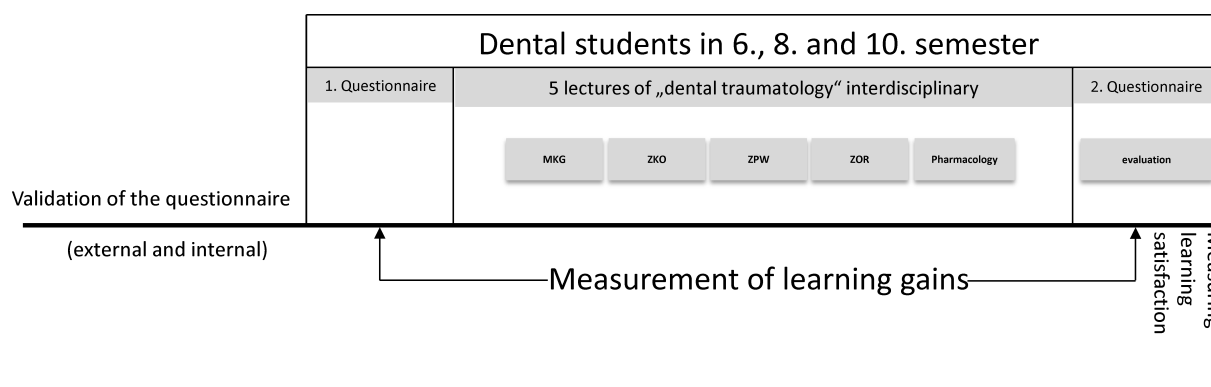 Dental students in 6., 8. and 10. semester
1. Questionnaire
5 lectures of „dental traumatology“ interdisciplinary
2. Questionnaire
MKG
ZKO
ZPW
ZOR
Pharmacology
evaluation
Validation of the questionnaire
(external and internal)
Measurement of learning gains
Measuring
learning
satisfaction